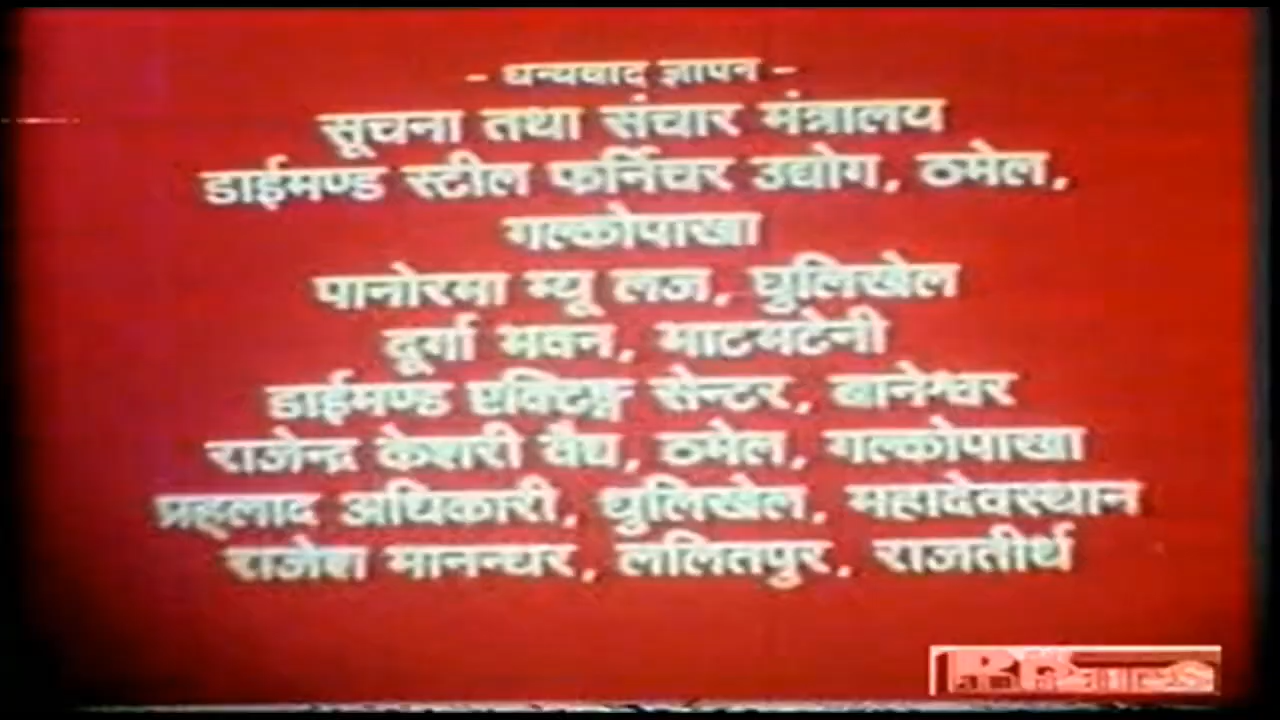 - धन्यवाद ज्ञापन -
सूचना तथा संचार मंत्रालय
डाईमण्ड स्टील फर्निचर उद्योग, ठमेल,
गल्कोपाखा
पानोरमा भ्यू लज, धुलिखेल
दूर्गा भवन, भाटभटेनी
डाईमण्ड एक्टिङ्ग सेन्टर, बानेश्वर
राजेन्द्र केशरी वैद्य, ठमेल, गल्कोपाखा
प्रह्लाद अधिकारी, धुलिखेल, महादेवस्थान
राजेश मानन्धर, ललितपुर, राजतीर्थ